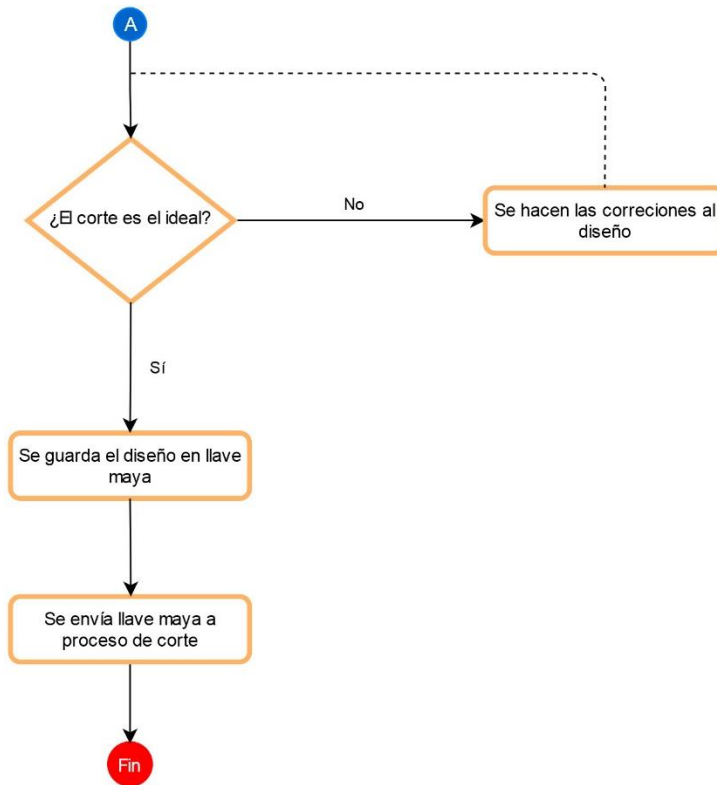 A
¿El corte es el ideal?
No
Se hacen las correciones al
diseño
Sí
Se guarda el diseño en llave
maya
Se envía llave maya a
proceso de corte
Fin